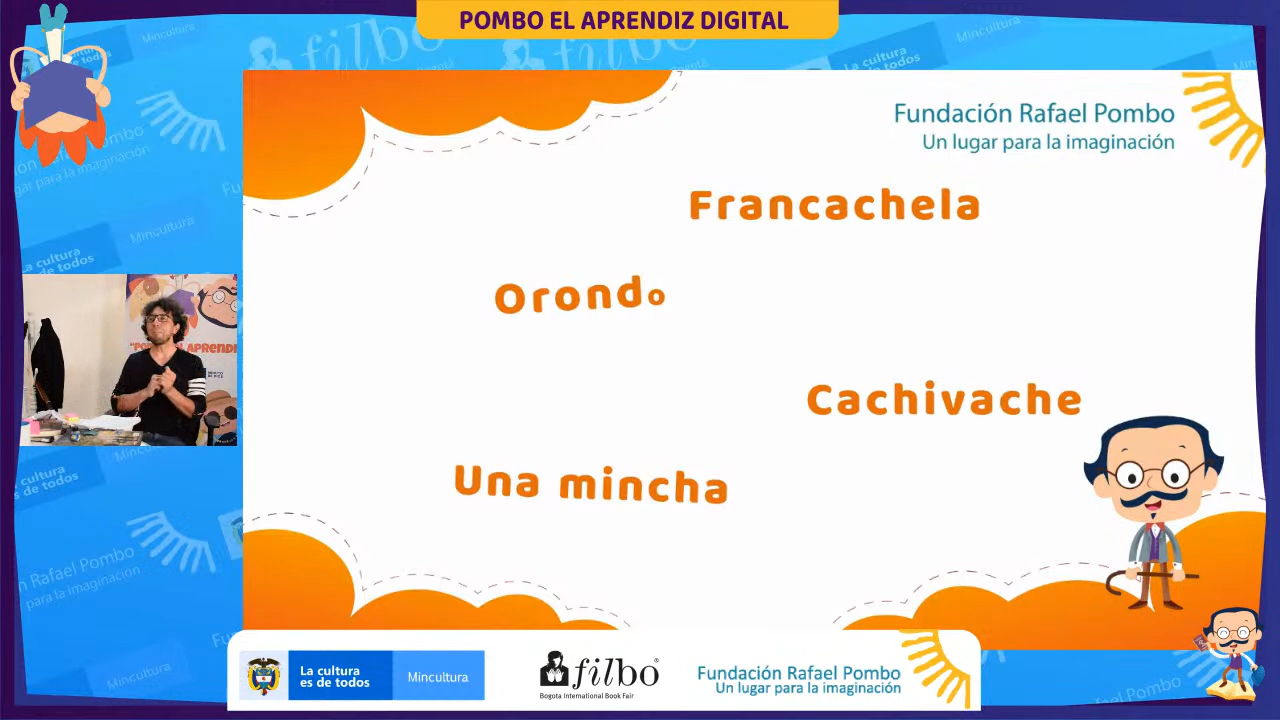 POMBO EL APRENDIZ DIGITAL
Fundación Rafael Pombo
Un lugar para la imaginación
Francachela
Orondo
Cachivache
Una mincha
La cultura
es de todos
Mincultura
filbo
Bogota International Book Fair
Fundación Rafael Pombo
Un lugar para la imaginación